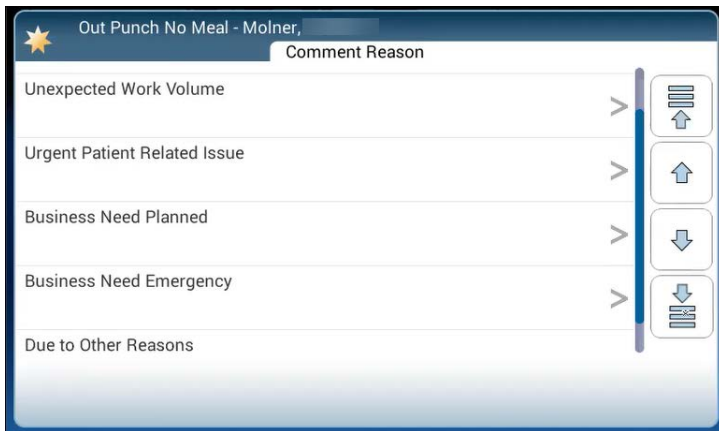 Out Punch No Meal - Molner,
Comment Reason
Unexpected Work Volume
Urgent Patient Related Issue
Business Need Planned
Business Need Emergency
Due to Other Reasons